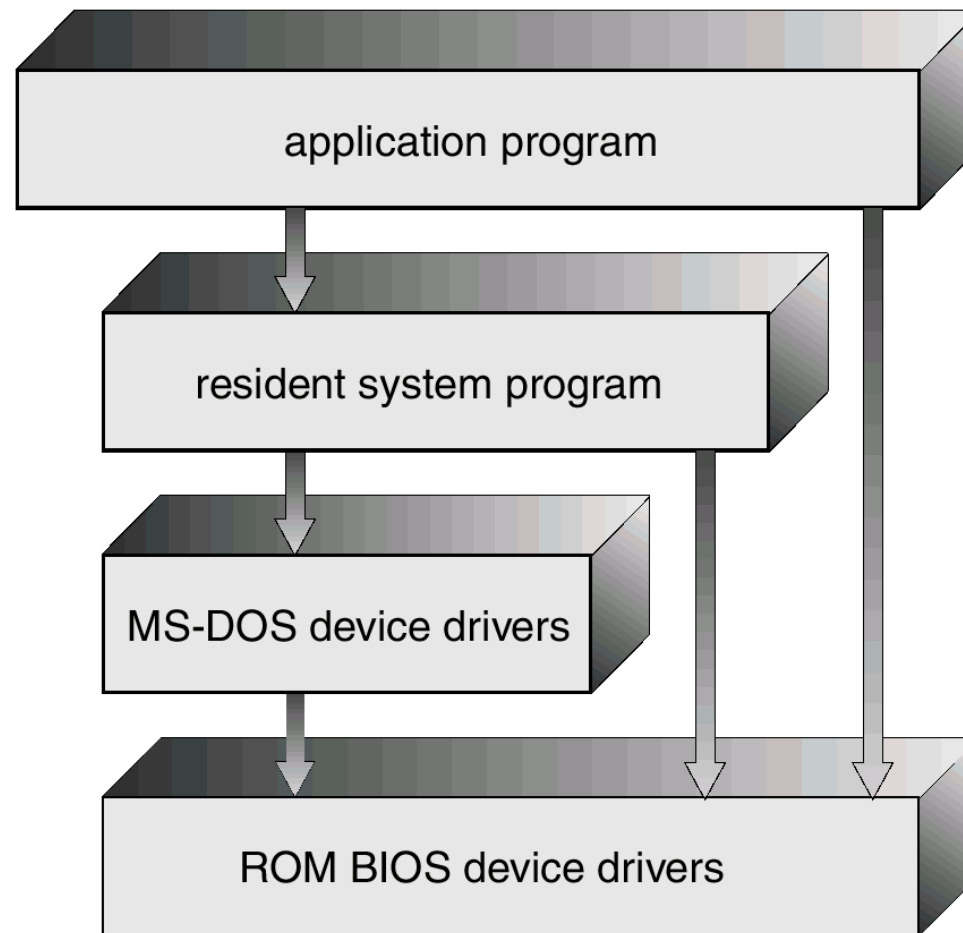 application program
resident system program
MS-DOS device drivers
ROM BIOS device drivers